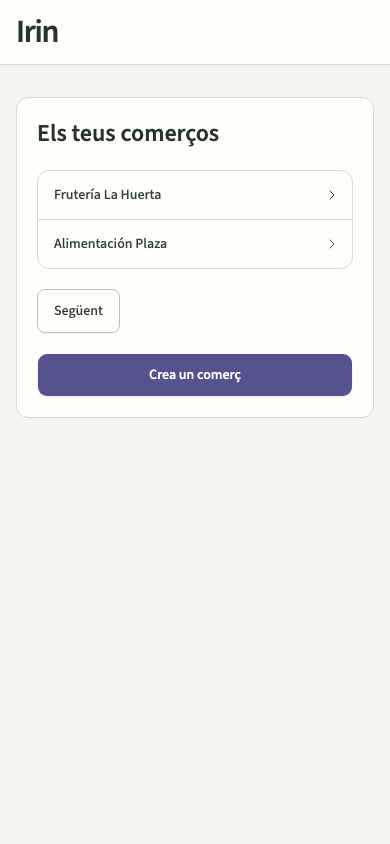 Irin
Els teus comerços
Frutería La Huerta
Alimentación Plaza
Següent
Crea un comerç